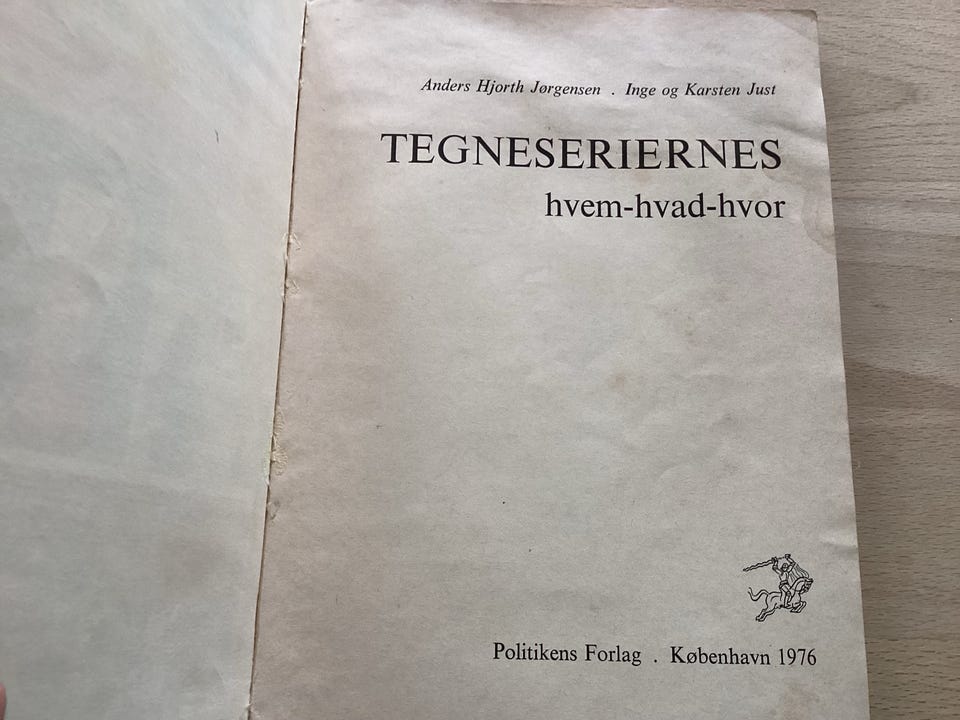 Anders Hjorth Jørgensen . Inge og Karsten Just
TEGNESERIERNES
hvem-hvad-hvor
Politikens Forlag . København 1976